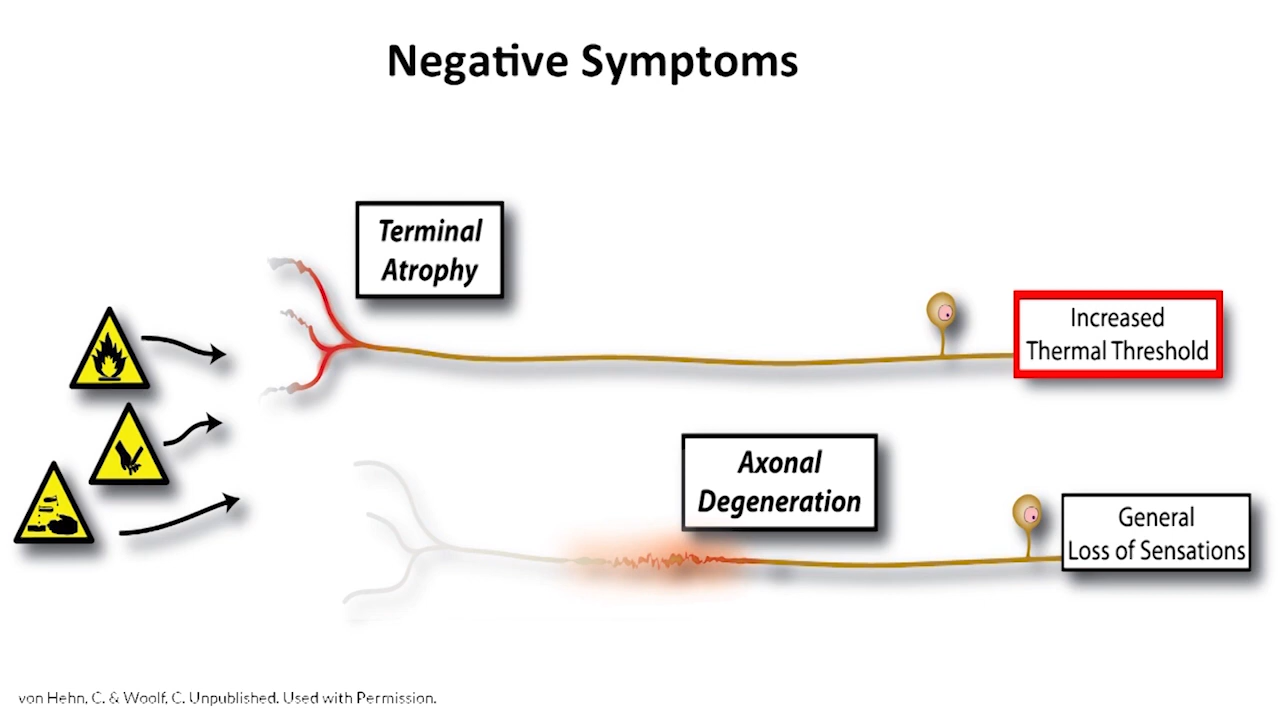 Negative Symptoms
Terminal
Atrophy
Increased
Thermal Threshold
Axonal
Degeneration
General
Loss of Sensations
von Hehn, C. & Woolf, C. Unpublished. Used with Permission.